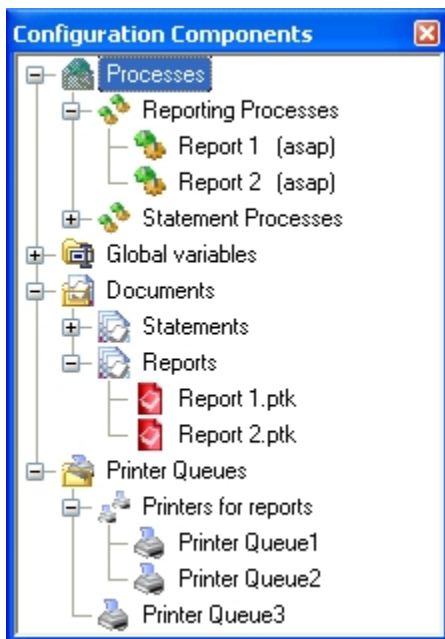 Configuration Components
Processes
Reporting Processes
Report 1 (asap)
Report 2 (asap)
Statement Processes
Global variables
Documents
Statements
Reports
Report 1.ptk
Report 2.ptk
Printer Queues
Printers for reports
Printer Queue1
Printer Queue2
Printer Queue3